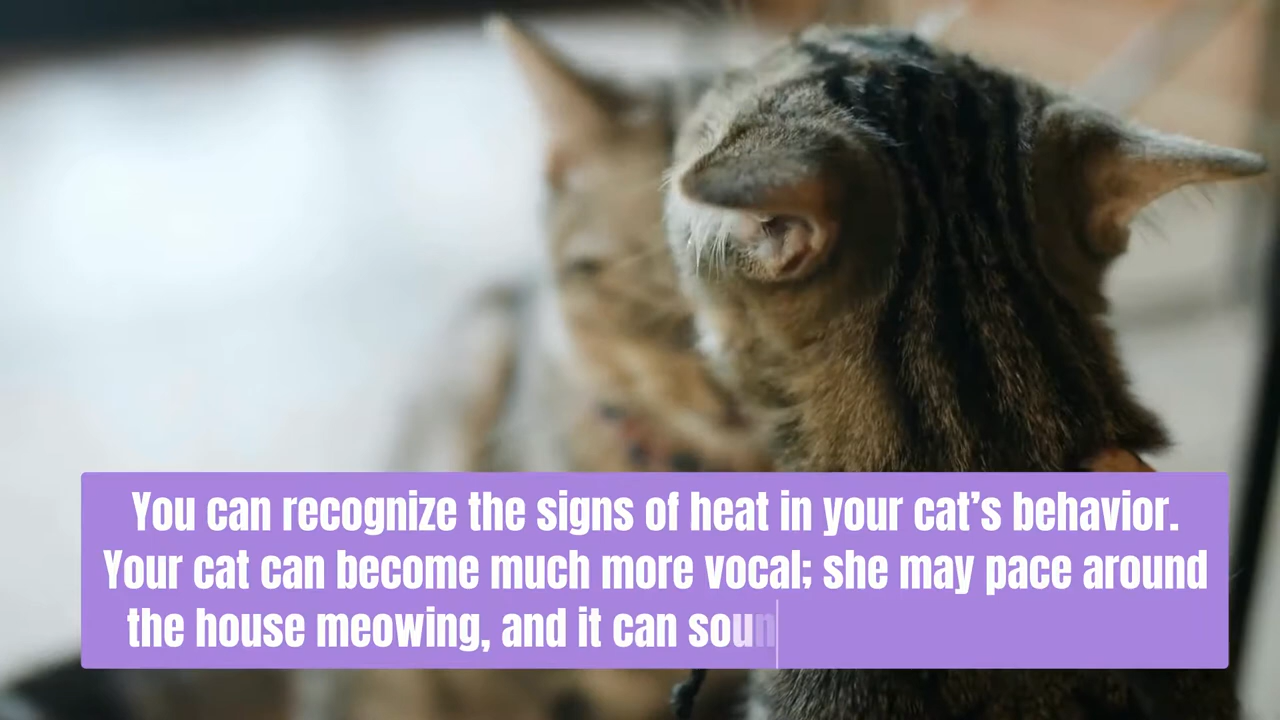 You can recognize the signs of heat in your cat’s behavior.
Your cat can become much more vocal; she may pace around
the house meowing, and it can soun